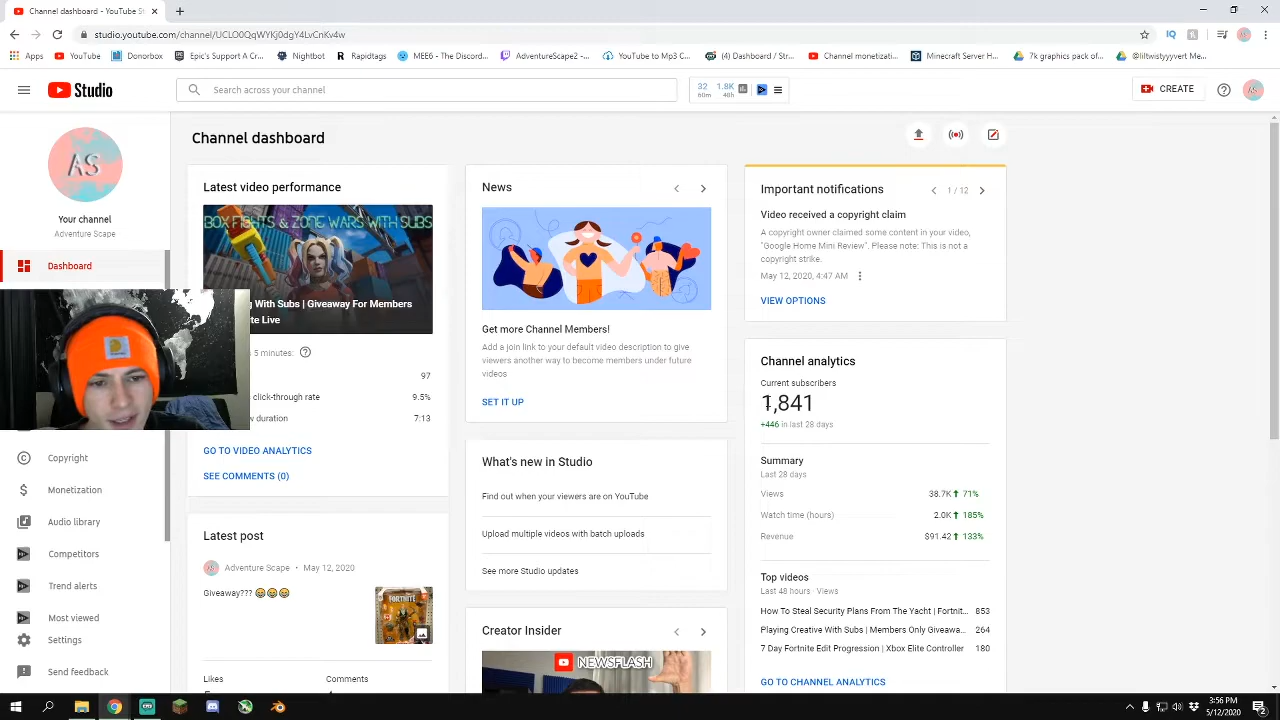 Channel dashboard - YouTube St
studio.youtube.com/channel/UCLO0QqWYKj0dgY4LvCnKv4w
Apps
YouTube
Donorbox
Epic's Support A Cr...
Nightbot
Rapidtags
MEE6 - The Discord...
AdventureScape2 -...
YouTube to Mp3 C...
(4) Dashboard / Str...
Channel monetizati...
Minecraft Server H...
7k graphics pack of...
@iltwistyyvret Me...
Studio
Search across your channel
32
60m
1.8K
48h
CREATE
AS
AS
Your channel
Adventure Scape
Dashboard
Copyright
Monetization
Audio library
Competitors
Trend alerts
Most viewed
Settings
Send feedback
Channel dashboard
Latest video performance
BOX FIGHTS & ZONE WARS WITH SUBS
With Subs | Giveaway For Members
te Live
5 minutes:
97
click-through rate
9.5%
duration
7:13
GO TO VIDEO ANALYTICS
SEE COMMENTS (0)
Latest post
Adventure Scape • May 12, 2020
Giveaway??? 😀😀😀
FORTNITE
Likes
Comments
News
Get more Channel Members!
Add a join link to your default video description to give
viewers another way to become members under future
videos
SET IT UP
What's new in Studio
Find out when your viewers are on YouTube
Upload multiple videos with batch uploads
See more Studio updates
Creator Insider
NEWSFLASH
Important notifications
1 / 12
Video received a copyright claim
A copyright owner claimed some content in your video,
"Google Home Mini Review". Please note: This is not a
copyright strike.
May 12, 2020, 4:47 AM
VIEW OPTIONS
Channel analytics
Current subscribers
1,841
+446 in last 28 days
Summary
Last 28 days
Views
38.7K 71%
Watch time (hours)
2.0K 185%
Revenue
$91.42 133%
Top videos
Last 48 hours · Views
How To Steal Security Plans From The Yacht | Fortnit... 853
Playing Creative With Subs | Members Only Giveawa... 264
7 Day Fortnite Edit Progression | Xbox Elite Controller 180
GO TO CHANNEL ANALYTICS
3:56 PM
5/12/2020